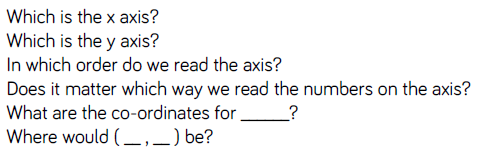 Which is the x axis?
Which is the y axis?
In which order do we read the axis?
Does it matter which way we read the numbers on the axis?
What are the co-ordinates for _____?
Where would (__,__) be?